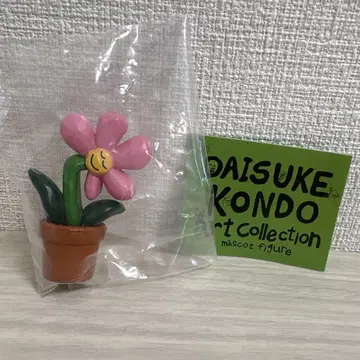 DAISUKE
KONDO
Art Collection
mascot figure